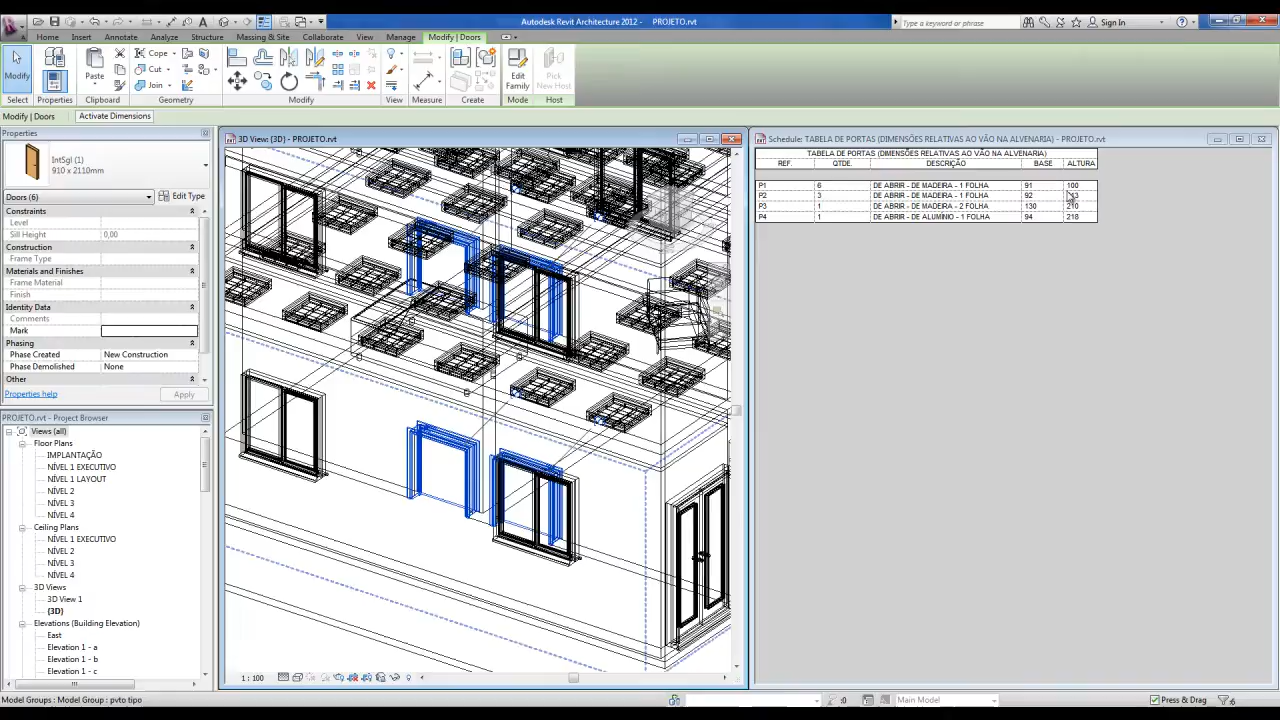 Autodesk Revit Architecture 2012 - PROJETO.rvt
Type a keyword or phrase
Sign In
Home Insert Annotate Analyze Structure Massing & Site Collaborate View Manage Modify | Doors
Modify
Paste
Cope
Cut
Join
Edit Family
Pick New Host
Select Properties Clipboard Geometry Modify View Measure Create Mode Host
Modify | Doors Activate Dimensions
Properties
IntSgl (1)
910 x 2110mm
Doors (6) Edit Type
Constraints
Level
Sill Height 0,00
Construction
Frame Type
Materials and Finishes
Frame Material
Finish
Identity Data
Comments
Mark
Phasing
Phase Created New Construction
Phase Demolished None
Other
Properties help Apply
PROJETO.rvt - Project Browser
Views (all)
Floor Plans
IMPLANTAÇÃO
NÍVEL 1 EXECUTIVO
NÍVEL 1 LAYOUT
NÍVEL 2
NÍVEL 3
NÍVEL 4
Ceiling Plans
NÍVEL 1 EXECUTIVO
NÍVEL 2
NÍVEL 3
NÍVEL 4
3D Views
3D View 1
{3D}
Elevations (Building Elevation)
East
Elevation 1 - a
Elevation 1 - b
Elevation 1 - c
3D View: {3D} - PROJETO.rvt
1 : 100
Schedule: TABELA DE PORTAS (DIMENSÕES RELATIVAS AO VÃO NA ALVENARIA) - PROJETO.rvt
TABELA DE PORTAS (DIMENSÕES RELATIVAS AO VÃO NA ALVENARIA)
REF. QTDE. DESCRIÇÃO BASE ALTURA
P1 6 DE ABRIR - DE MADEIRA - 1 FOLHA 91 100
P2 3 DE ABRIR - DE MADEIRA - 1 FOLHA 92
P3 1 DE ABRIR - DE MADEIRA - 2 FOLHA 130 210
P4 1 DE ABRIR - DE ALUMÍNIO - 1 FOLHA 94 218
Model Groups : Model Group : pvto tipo
:0
Main Model
Press & Drag
:6